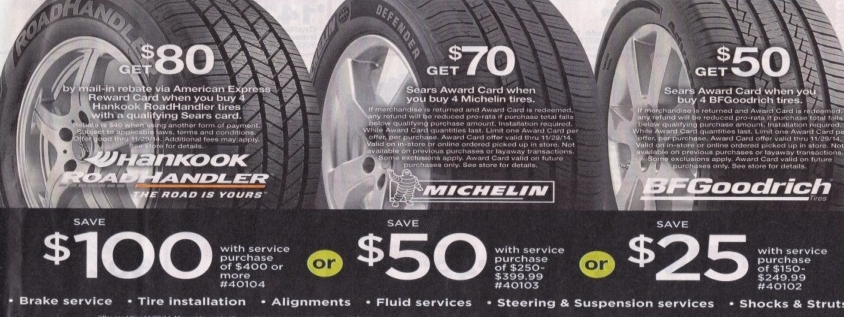 ROADHANDLER
GET $80
by mail-in rebate via American Express
Reward Card when you buy 4
Hankook RoadHandler tires
with a qualifying Sears card.
Rebate is $40 when using another form of payment.
Subject to applicable laws, terms and conditions.
Offer good thru 11/29/14. Additional fees may apply.
See store for details.
Hankook
ROADHANDLER
THE ROAD IS YOURS
DEFENDER
GET $70
Sears Award Card when
you buy 4 Michelin tires.
If merchandise is returned and Award Card is redeemed,
any refund will be reduced pro-rata if purchase total falls
below qualifying purchase amount. Installation required.
While Award Card quantities last. Limit one Award Card per
offer, per purchase. Award Card offer valid thru 11/29/14.
Valid on in-store or online ordered picked up in store. Not
available on previous purchases or layaway transactions.
Some exclusions apply. Award Card valid on future
purchases only. See store for details.
MICHELIN
GET $50
Sears Award Card when you
buy 4 BFGoodrich tires.
If merchandise is returned and Award Card is redeemed,
any refund will be reduced pro-rata if purchase total falls
below qualifying purchase amount. Installation required.
While Award Card quantities last. Limit one Award Card per
offer, per purchase. Award Card offer valid thru 11/29/14.
Valid on in-store or online ordered picked up in store. Not
available on previous purchases or layaway transactions.
Some exclusions apply. Award Card valid on future
purchases only. See store for details.
BFGoodrich
Tires
SAVE
$100
with service
purchase
of $400 or
more
#40104
or
SAVE
$50
with service
purchase
of $250-
$399.99
#40103
or
SAVE
$25
with service
purchase
of $150-
$249.99
#40102
• Brake service • Tire installation • Alignments • Fluid services • Steering & Suspension services • Shocks & Struts